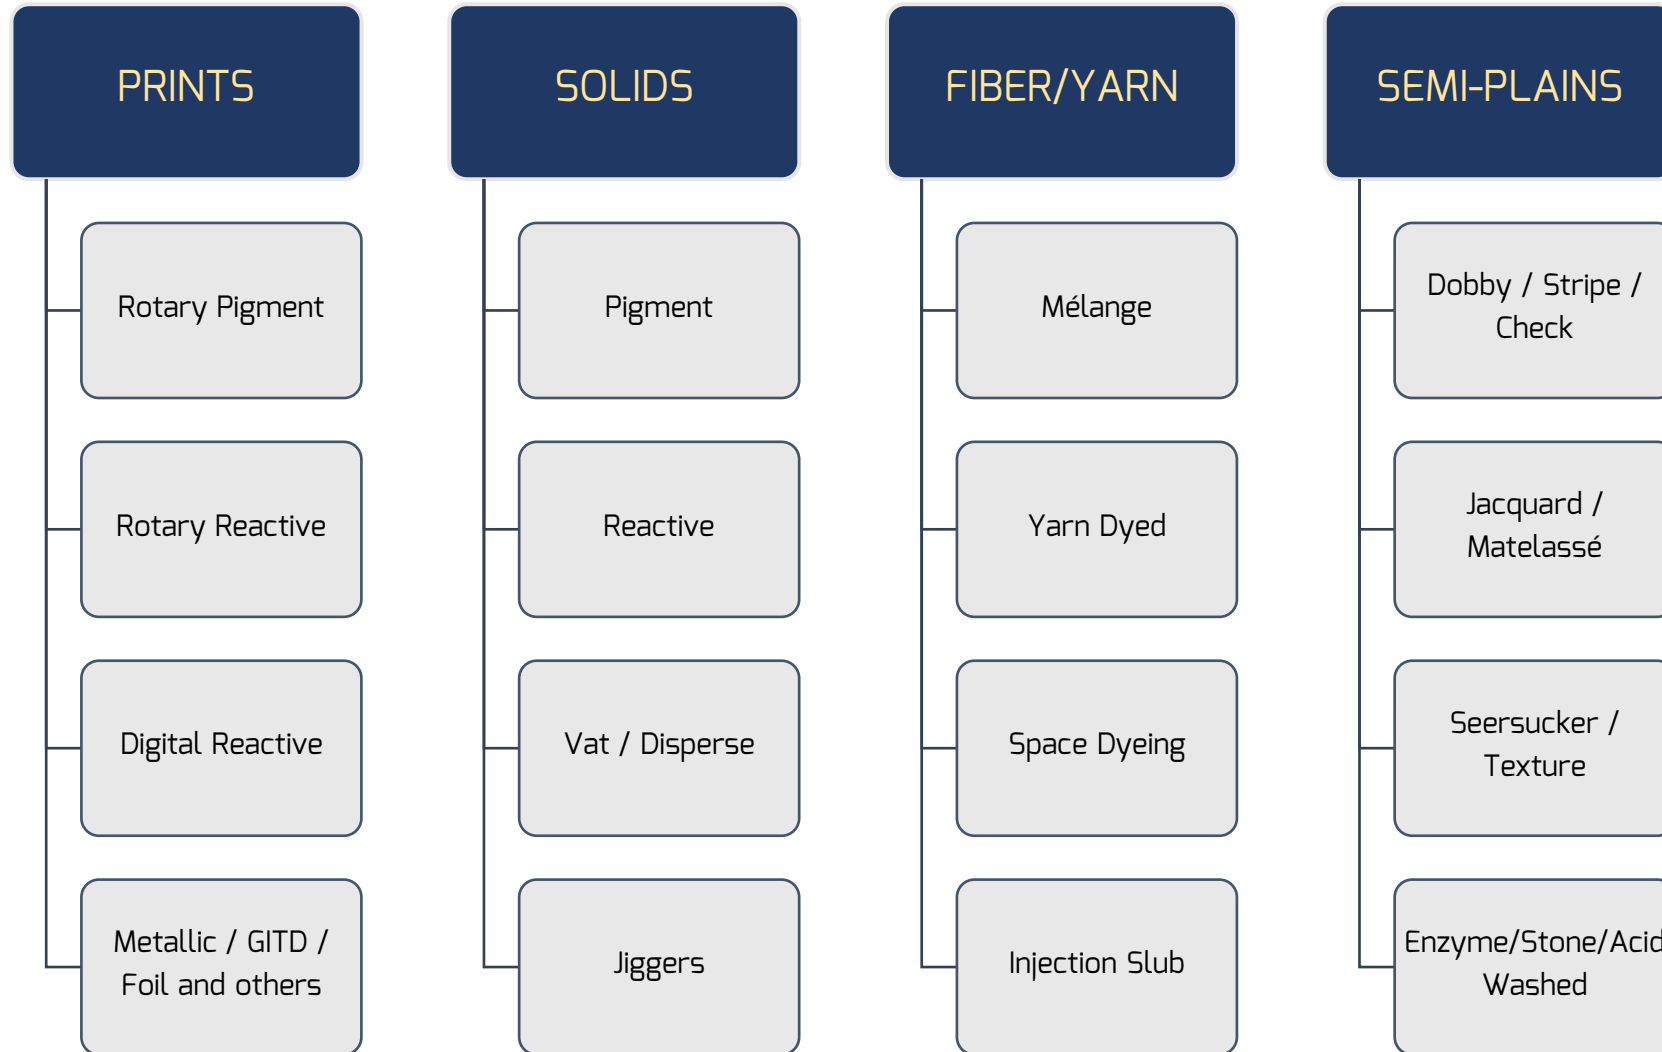 PRINTS
Rotary Pigment
Rotary Reactive
Digital Reactive
Metallic / GITD /
Foil and others
SOLIDS
Pigment
Reactive
Vat / Disperse
Jiggers
FIBER/YARN
Mélange
Yarn Dyed
Space Dyeing
Injection Slub
SEMI-PLAINS
Dobby / Stripe /
Check
Jacquard /
Matelassé
Seersucker /
Texture
Enzyme/Stone/Acid
Washed